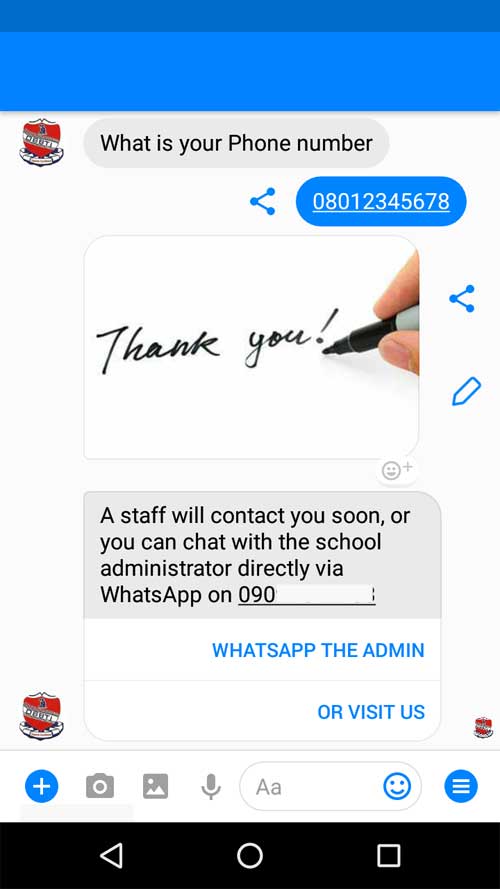 What is your Phone number
08012345678
Thank you!
A staff will contact you soon, or
you can chat with the school
administrator directly via
WhatsApp on 090
WHATSAPP THE ADMIN
OR VISIT US
Aa